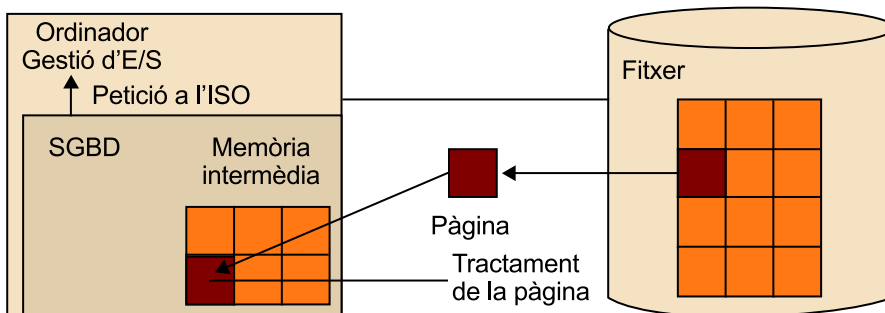 Ordinador
Gestió d'E/S
Petició a l'ISO
SGBD
Memòria
intermèdia
Pàgina
Tractament
de la pàgina
Fitxer